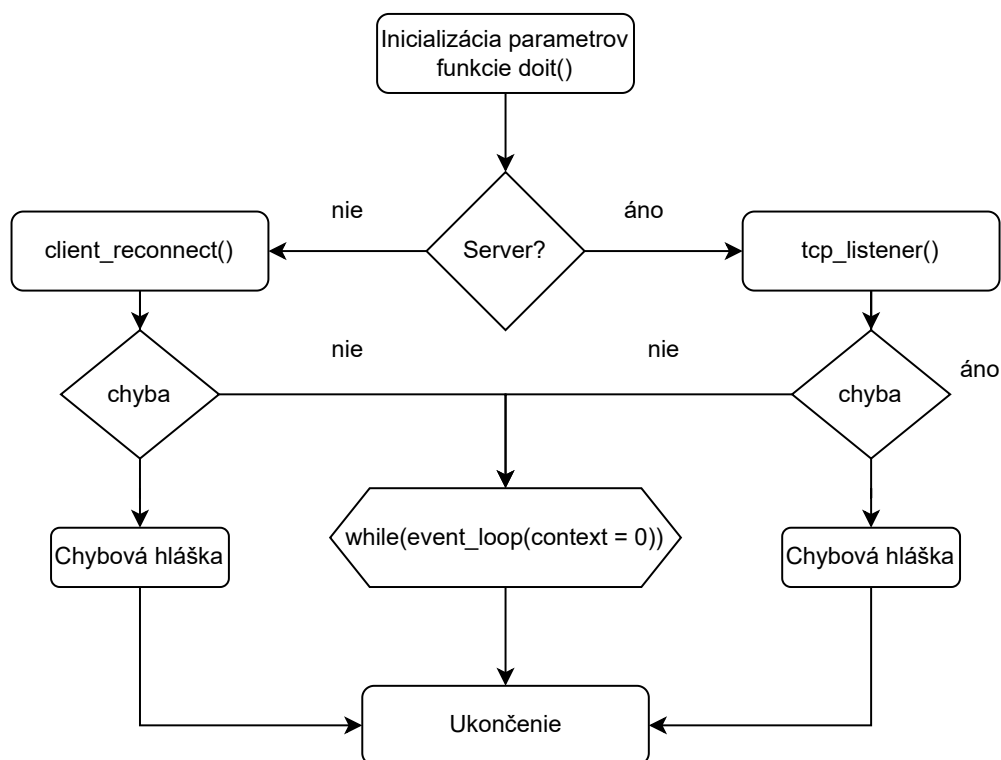 Inicializácia parametrov
funkcie doit()
nie
áno
client_reconnect()
Server?
tcp_listener()
nie
nie
áno
chyba
chyba
while(event_loop(context = 0))
Chybová hláška
Chybová hláška
Ukončenie